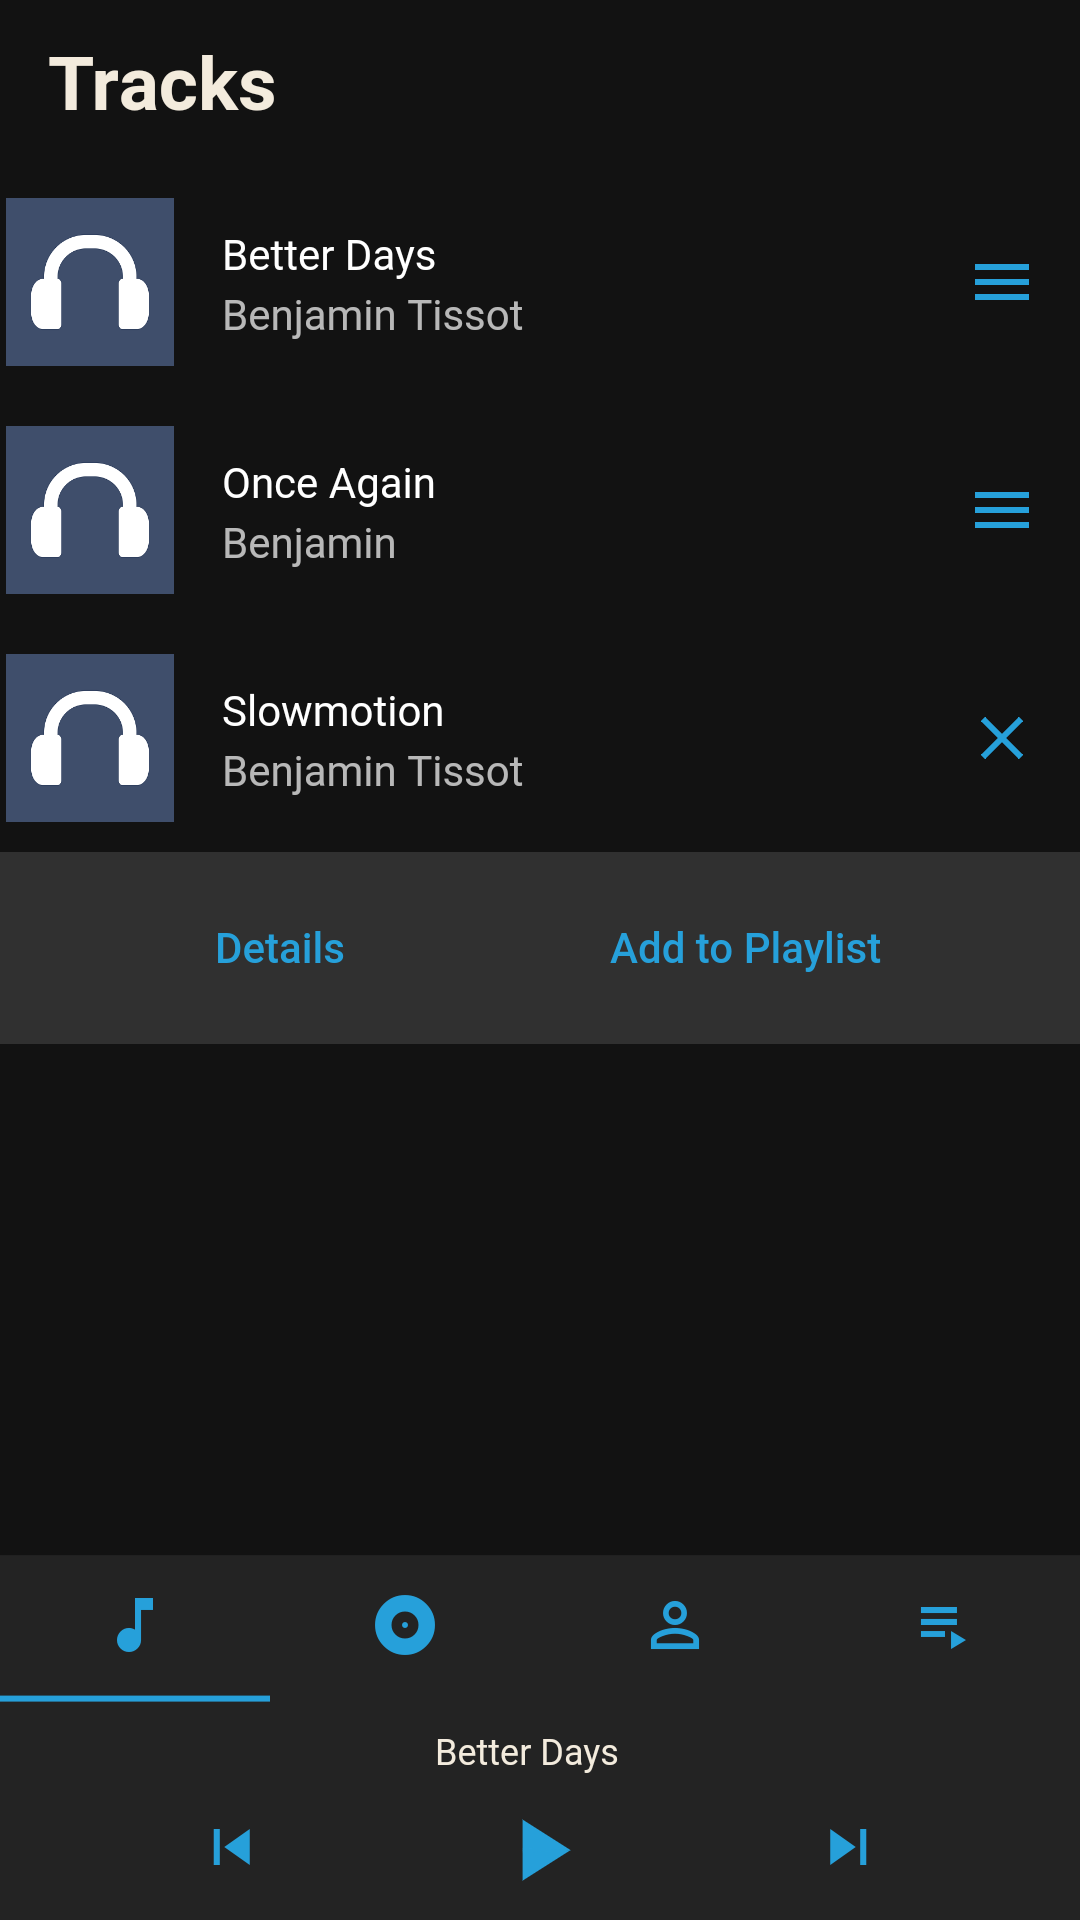 Tracks
Better Days
Benjamin Tissot
Once Again
Benjamin
Slowmotion
Benjamin Tissot
Details
Add to Playlist
Better Days